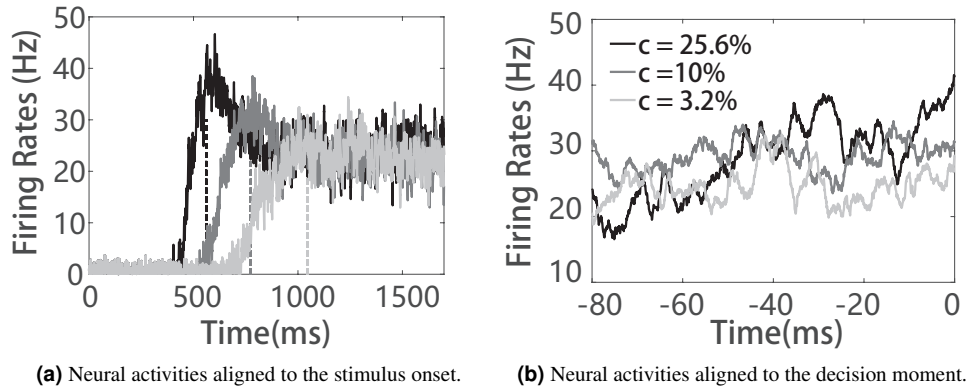 Firing Rates (Hz)
50
40
30
20
10
0
0
500
1000
1500
Time(ms)
(a) Neural activities aligned to the stimulus onset.
Firing Rates (Hz)
50
40
30
20
10
c = 25.6%
c =10%
c = 3.2%
-80
-60
-40
-20
0
Time(ms)
(b) Neural activities aligned to the decision moment.